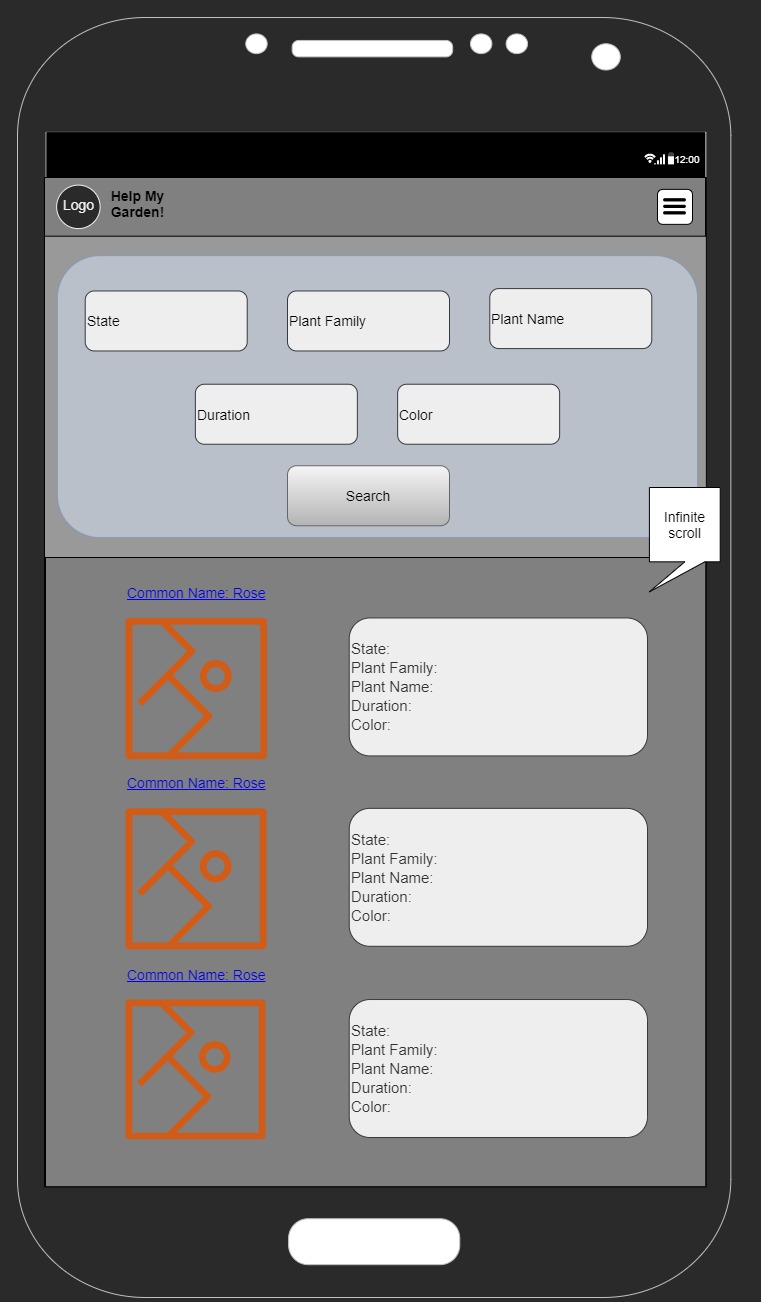 12:00
Logo
Help My
Garden!
State
Plant Family
Plant Name
Duration
Color
Search
Infinite
scroll
Common Name: Rose
State:
Plant Family:
Plant Name:
Duration:
Color:
Common Name: Rose
State:
Plant Family:
Plant Name:
Duration:
Color:
Common Name: Rose
State:
Plant Family:
Plant Name:
Duration:
Color: